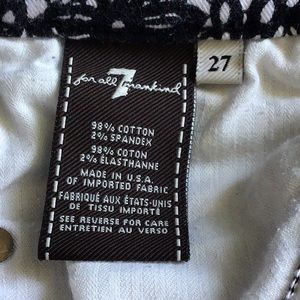 for all 7 mankind
27
98% COTTON
2% SPANDEX
98% COTON
2% ÉLASTHANNE
MADE IN U.S.A.
OF IMPORTED FABRIC
FABRIQUÉ AUX ÉTATS-UNIS
DE TISSU IMPORTÉ
SEE REVERSE FOR CARE
ENTRETIEN AU VERSO